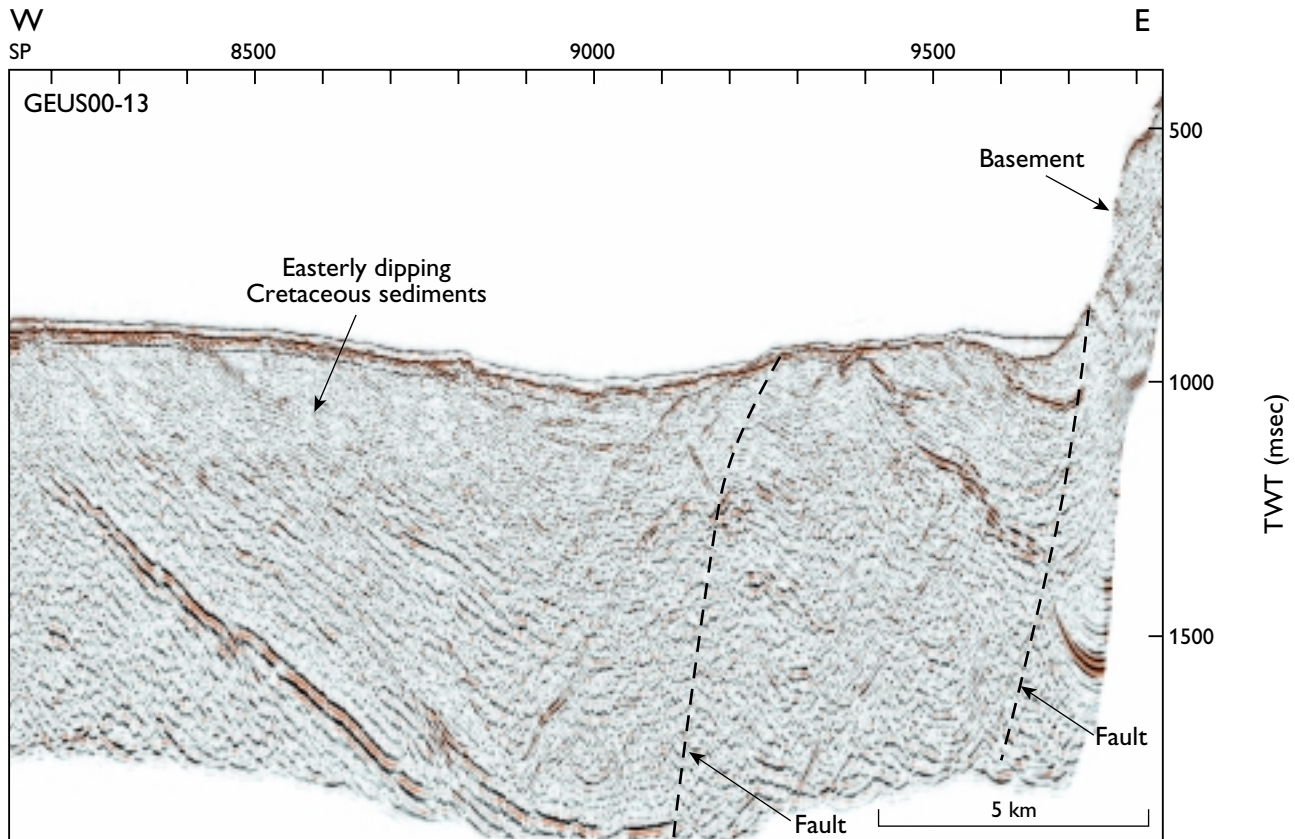 W
E
SP
8500
9000
9500
GEUS00-13
500
Basement
Easterly dipping
Cretaceous sediments
1000
TWT (msec)
1500
Fault
5 km
Fault